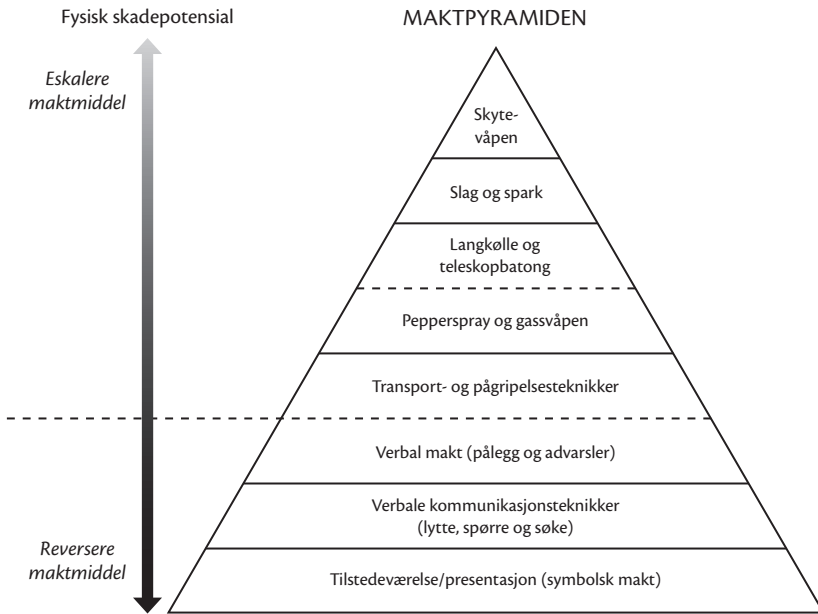 Fysisk skadepotensial
MAKTPYRAMIDEN
Eskalere
maktmiddel
Skyte-
våpen
Slag og spark
Langkølle og
teleskopbatong
Pepperspray og gassvåpen
Transport- og pågripelsesteknikker
Verbal makt (pålegg og advarsler)
Verbale kommunikasjonsteknikker
(lytte, spørre og søke)
Reversere
maktmiddel
Tilstedeværelse/presentasjon (symbolsk makt)